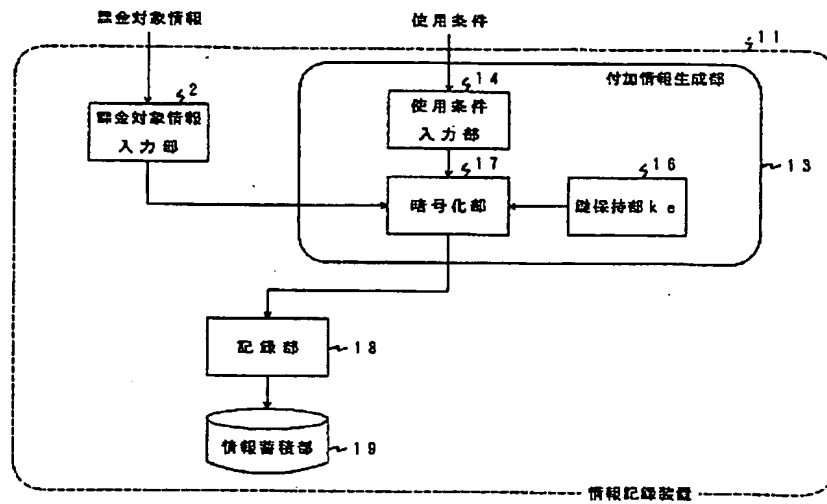 課金対象情報
使用条件
11
付加情報生成部
2
課金対象情報
入力部
14
使用条件
入力部
17
暗号化部
16
鍵保持部ke
13
記録部
18
情報蓄積部
19
情報記録装置